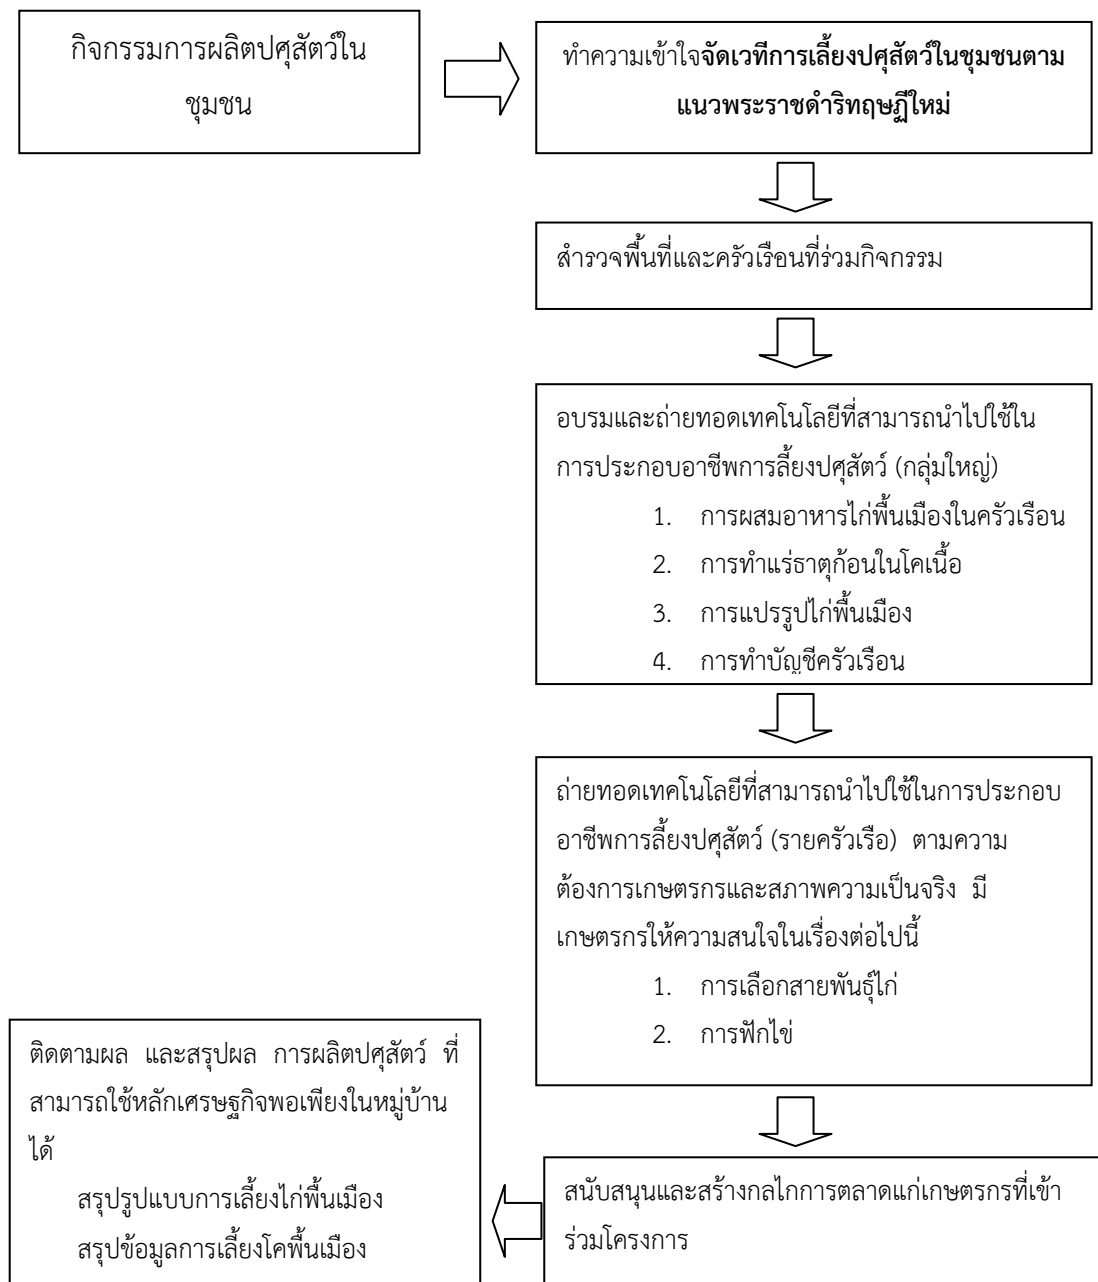 กิจกรรมการผลิตปศุสัตว์ใน
ชุมชน
ทำความเข้าใจจัดเวทีการเลี้ยงปศุสัตว์ในชุมชนตาม
แนวพระราชดำริทฤษฎีใหม่
สำรวจพื้นที่และครัวเรือนที่ร่วมกิจกรรม
อบรมและถ่ายทอดเทคโนโลยีที่สามารถนำไปใช้ใน
การประกอบอาชีพการลี้ยงปศุสัตว์ (กลุ่มใหญ่)
1. การผสมอาหารไก่พื้นเมืองในครัวเรือน
2. การทำแร่ธาตุก้อนในโคเนื้อ
3. การแปรรูปไก่พื้นเมือง
4. การทำบัญชีครัวเรือน
ถ่ายทอดเทคโนโลยีที่สามารถนำไปใช้ในการประกอบ
อาชีพการลี้ยงปศุสัตว์ (รายครัวเรือ) ตามความ
ต้องการเกษตรกรและสภาพความเป็นจริง มี
เกษตรกรให้ความสนใจในเรื่องต่อไปนี้
1. การเลือกสายพันธุ์ไก่
2. การฟักไข่
สนับสนุนและสร้างกลไกการตลาดแก่เกษตรกรที่เข้า
ร่วมโครงการ
ติดตามผล และสรุปผล การผลิตปศุสัตว์ ที่
สามารถใช้หลักเศรษฐกิจพอเพียงในหมู่บ้าน
ได้
สรุปรูปแบบการเลี้ยงไก่พื้นเมือง
สรุปข้อมูลการเลี้ยงโคพื้นเมือง